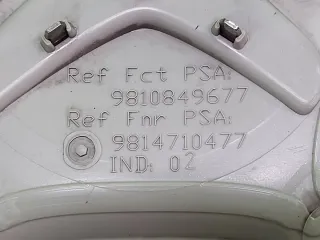 Ref Fct PSA:
9810849677
Ref Fnr PSA:
9814710477
IND: 02